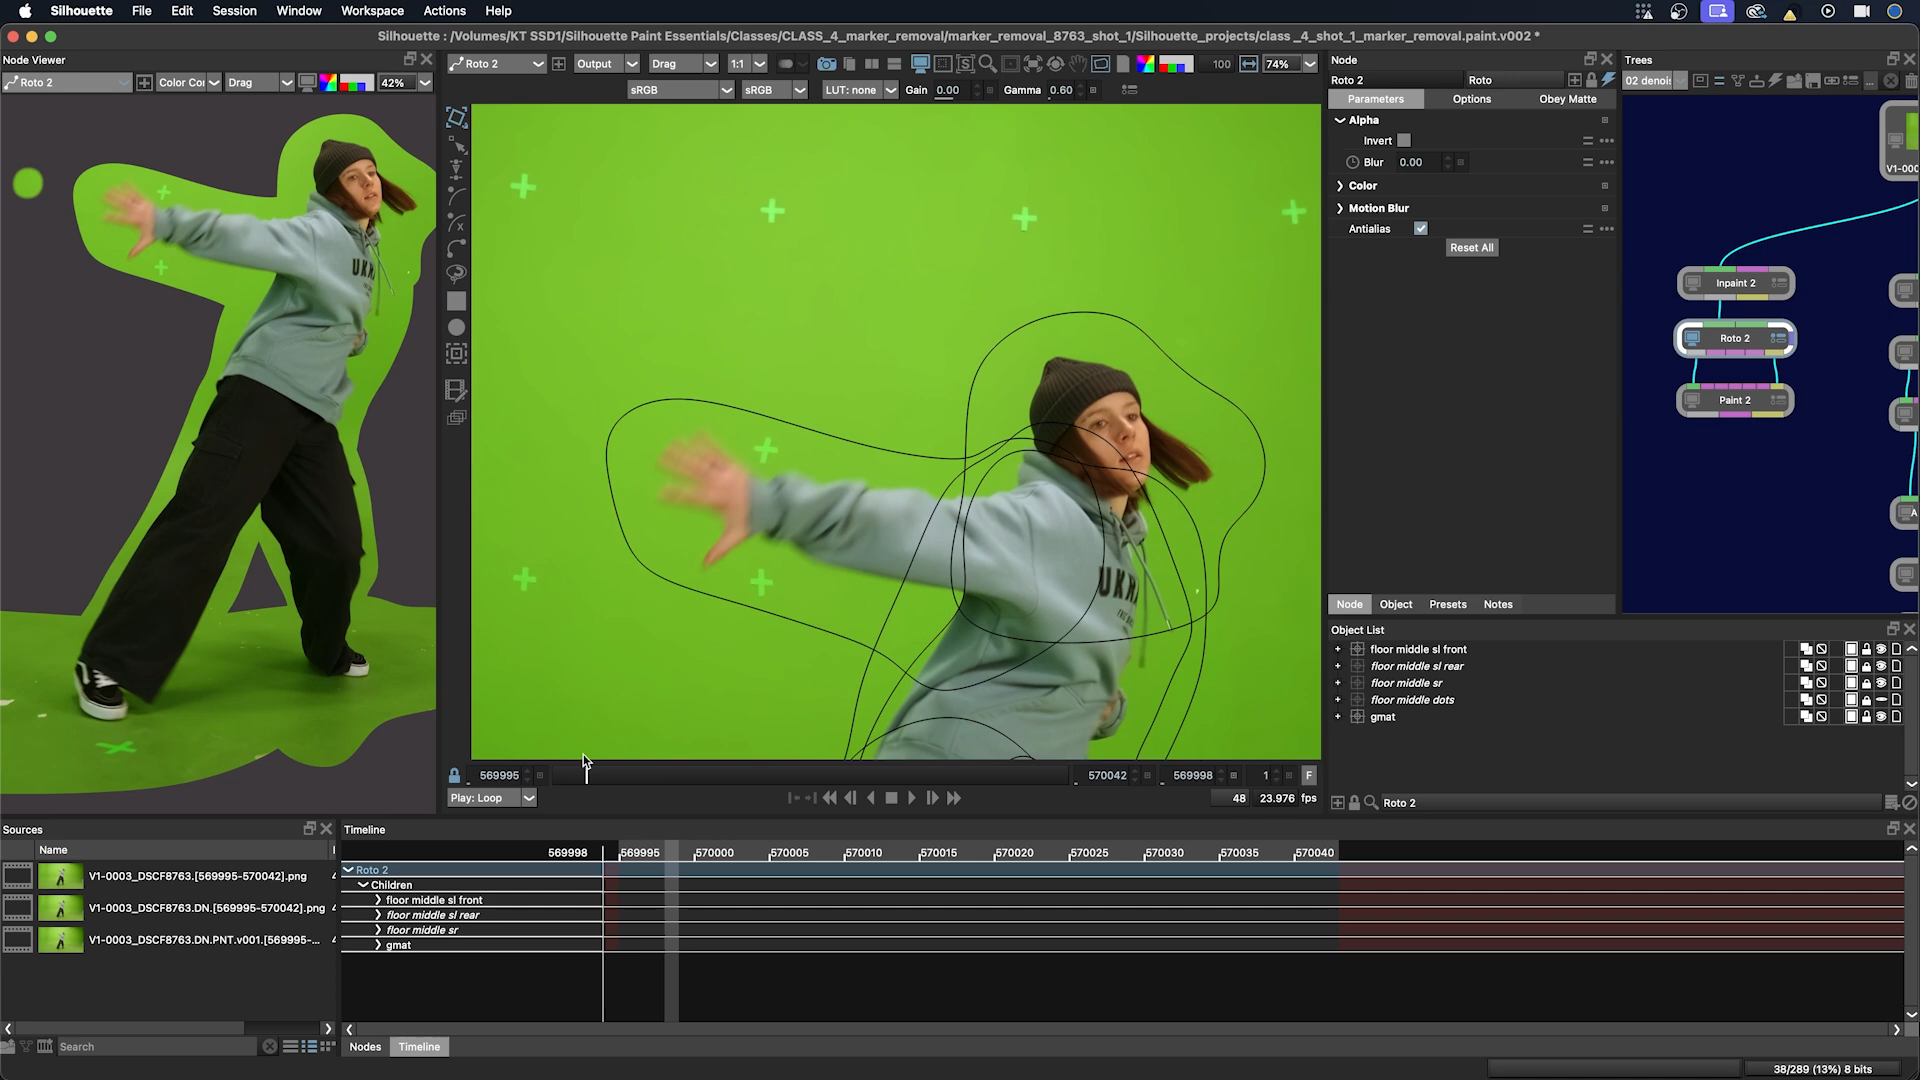 Silhouette File Edit Session Window Workspace Actions Help
Silhouette : /Volumes/KT SSD1/Silhouette Paint Essentials/Classes/CLASS_4_marker_removal/marker_removal_8763_shot_1/Silhouette_projects/class _4_shot_1_marker_removal.paint.v002 *
Node Viewer
Roto 2 Color Cor Drag 42%
Roto 2 Output Drag 1:1 100 74%
sRGB sRGB LUT: none Gain 0.00 Gamma 0.60
Node
Roto 2 Roto
Parameters Options Obey Matte
Alpha
Invert
Blur 0.00
Color
Motion Blur
Antialias
Reset All
Trees
02 denois
V1-000
Inpaint 2
Roto 2
Paint 2
A
UKR
UKR
Node Object Presets Notes
Object List
floor middle sl front
floor middle sl rear
floor middle sr
floor middle dots
gmat
Roto 2
569995 570042 569998 1 F
Play: Loop 48 23.976 fps
Sources
Name
V1-0003_DSCF8763.[569995-570042].png
V1-0003_DSCF8763.DN.[569995-570042].png
V1-0003_DSCF8763.DN.PNT.v001.[569995-...
Search
Timeline
569998 569995 570000 570005 570010 570015 570020 570025 570030 570035 570040
Roto 2
Children
floor middle sl front
floor middle sl rear
floor middle sr
gmat
Nodes Timeline
38/289 (13%) 8 bits